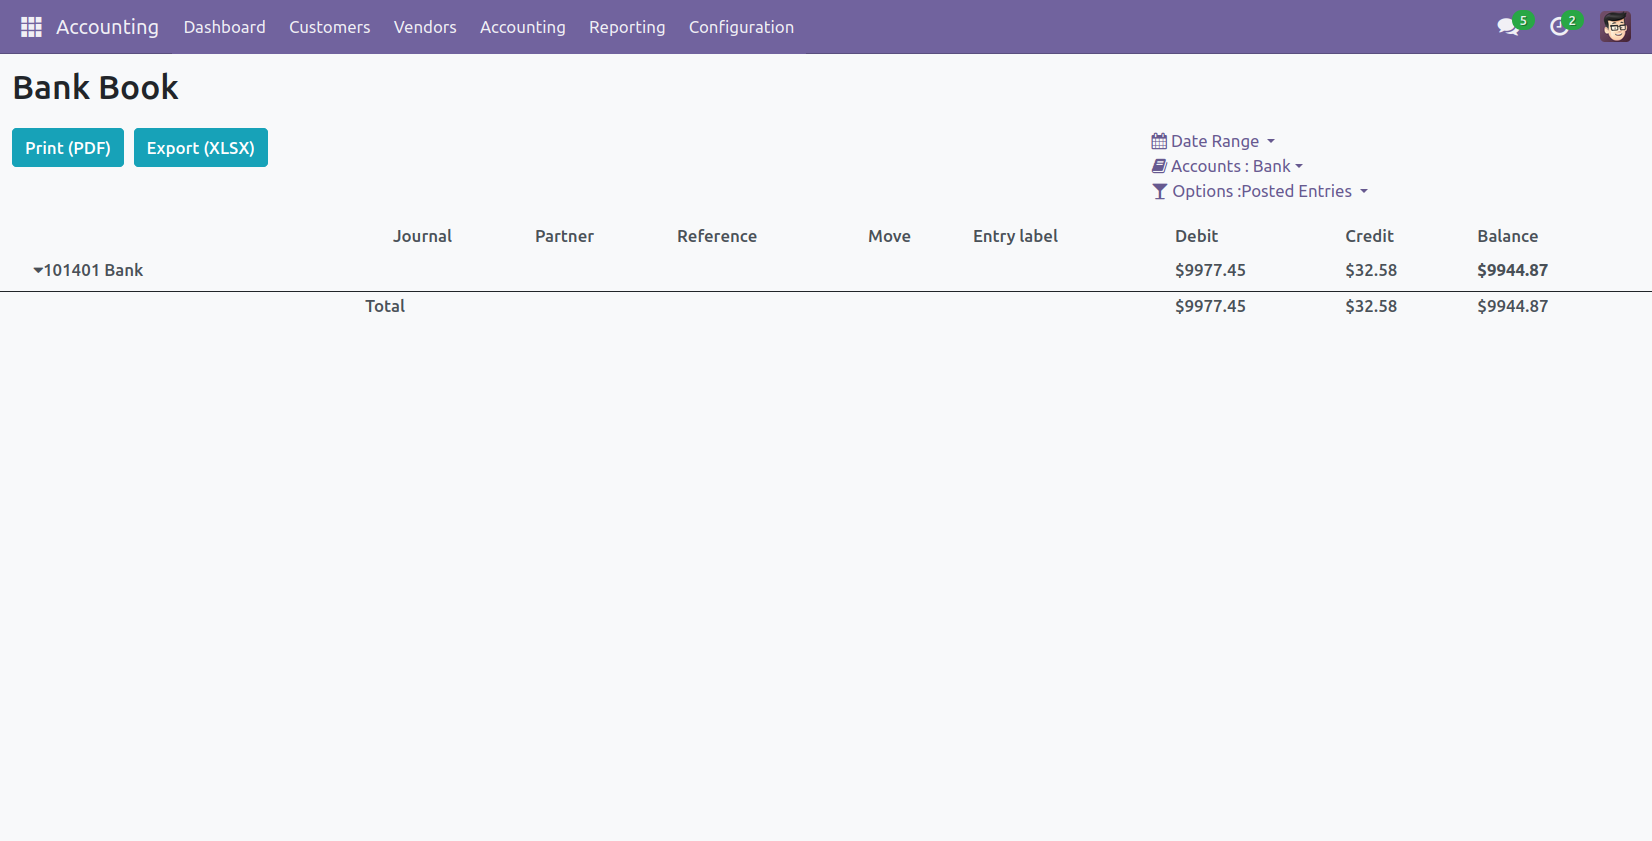 Accounting Dashboard Customers Vendors Accounting Reporting Configuration 5 2
Bank Book
Print (PDF) Export (XLSX)
Date Range
Accounts : Bank
Options :Posted Entries
Journal Partner Reference Move Entry label Debit Credit Balance
101401 Bank $9977.45 $32.58 $9944.87
Total $9977.45 $32.58 $9944.87